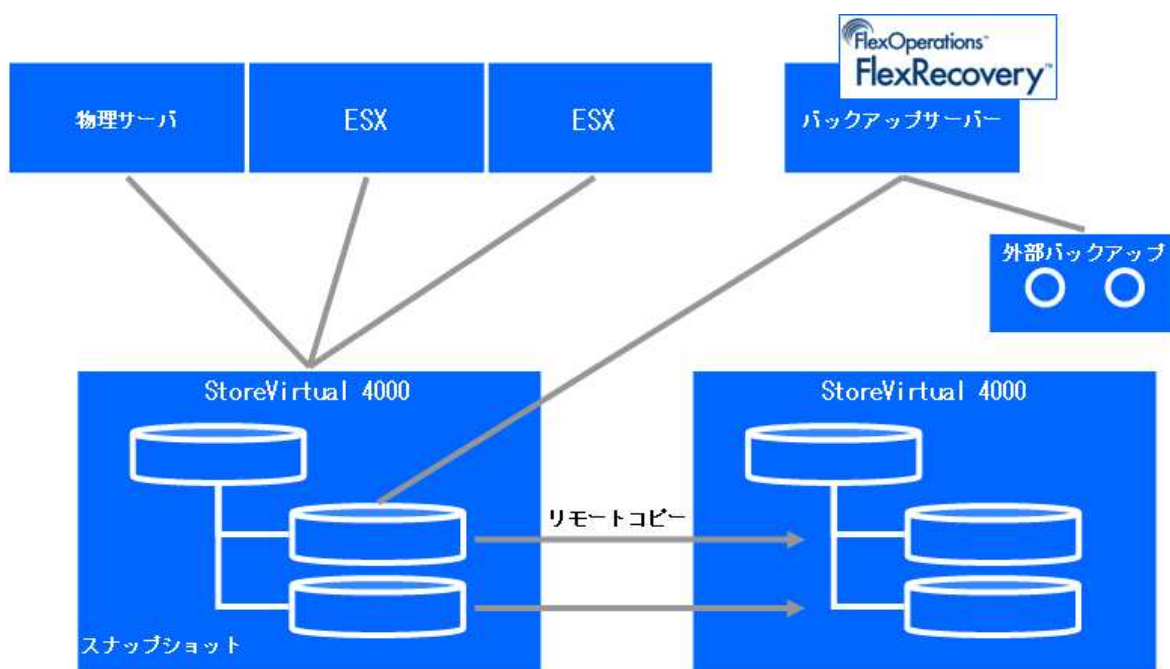 FlexOperations™
FlexRecovery™
物理サーバ
ESX
ESX
バックアップサーバー
外部バックアップ
StoreVirtual 4000
StoreVirtual 4000
リモートコピー
スナップショット